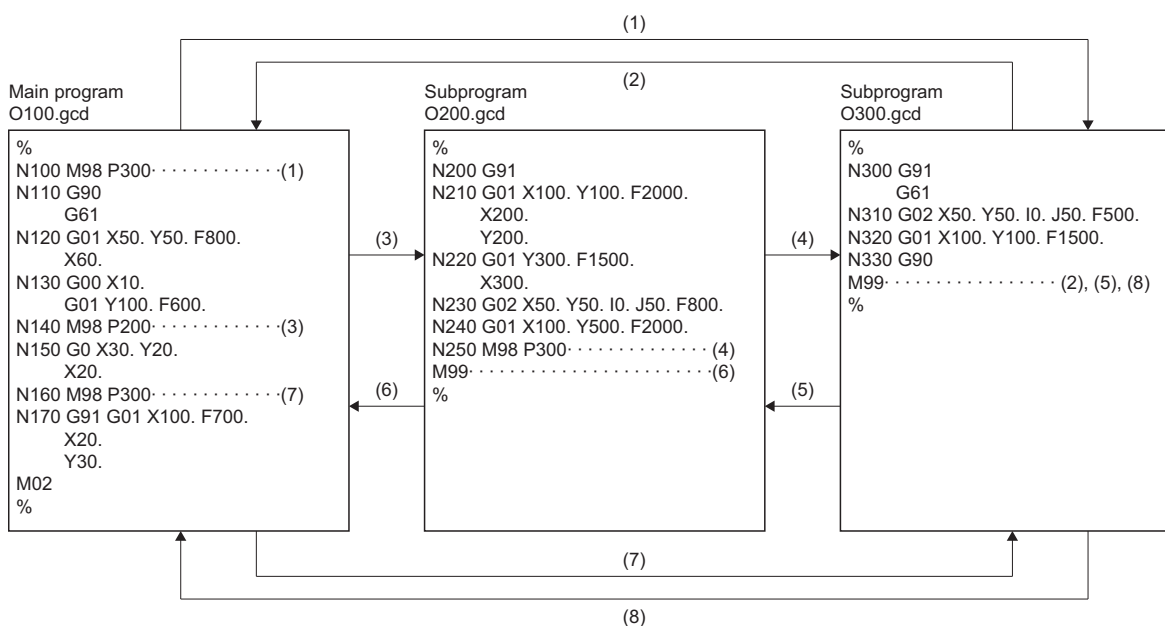 (1)
(2)
Main program
O100.gcd
%
N100 M98 P300·············(1)
N110 G90
G61
N120 G01 X50. Y50. F800.
X60.
N130 G00 X10.
G01 Y100. F600.
N140 M98 P200·············(3)
N150 G0 X30. Y20.
X20.
N160 M98 P300·············(7)
N170 G91 G01 X100. F700.
X20.
Y30.
M02
%
(3)
(6)
Subprogram
O200.gcd
%
N200 G91
N210 G01 X100. Y100. F2000.
X200.
Y200.
N220 G01 Y300. F1500.
X300.
N230 G02 X50. Y50. I0. J50. F800.
N240 G01 X100. Y500. F2000.
N250 M98 P300·············· (4)
M99························(6)
%
(4)
(5)
Subprogram
O300.gcd
%
N300 G91
G61
N310 G02 X50. Y50. I0. J50. F500.
N320 G01 X100. Y100. F1500.
N330 G90
M99················· (2), (5), (8)
%
(7)
(8)